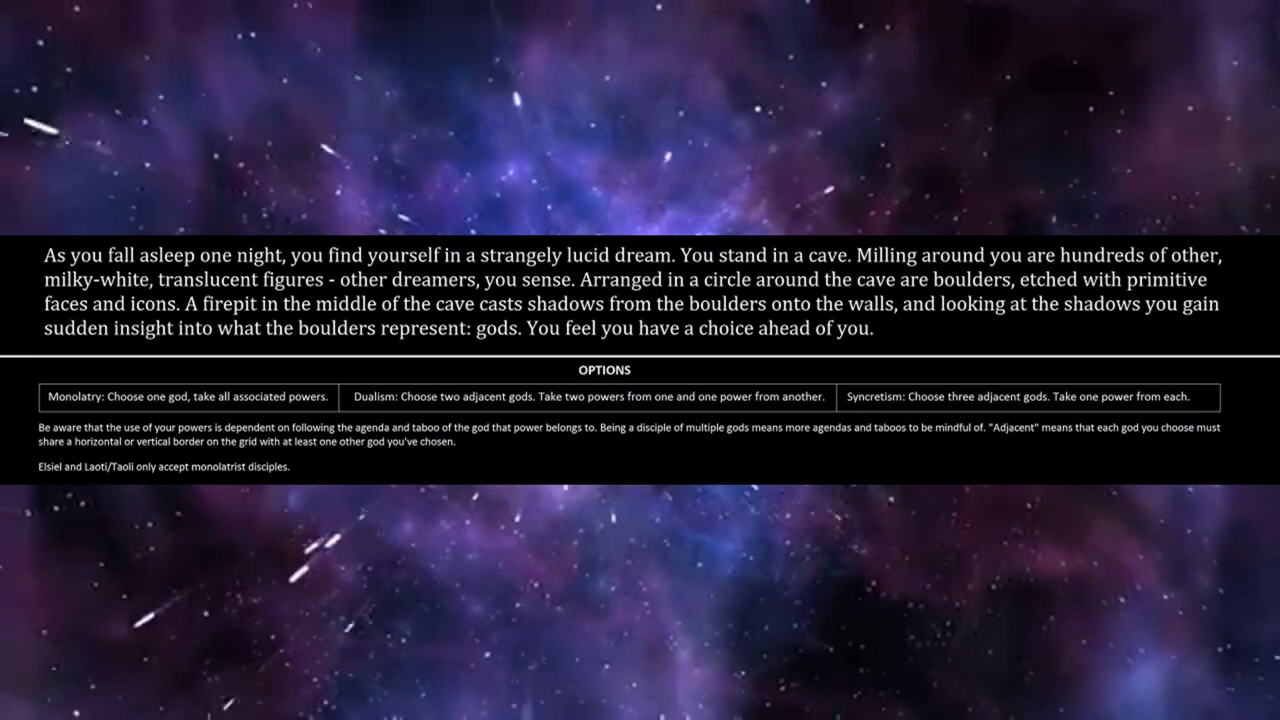 As you fall asleep one night, you find yourself in a strangely lucid dream. You stand in a cave. Milling around you are hundreds of other,
milky-white, translucent figures - other dreamers, you sense. Arranged in a circle around the cave are boulders, etched with primitive
faces and icons. A firepit in the middle of the cave casts shadows from the boulders onto the walls, and looking at the shadows you gain
sudden insight into what the boulders represent: gods. You feel you have a choice ahead of you.
OPTIONS
Monolatry: Choose one god, take all associated powers.
Dualism: Choose two adjacent gods. Take two powers from one and one power from another.
Syncretism: Choose three adjacent gods. Take one power from each.
Be aware that the use of your powers is dependent on following the agenda and taboo of the god that power belongs to. Being a disciple of multiple gods means more agendas and taboos to be mindful of. "Adjacent" means that each god you choose must
share a horizontal or vertical border on the grid with at least one other god you've chosen.
Elsiel and Laoti/Taoli only accept monolatrist disciples.